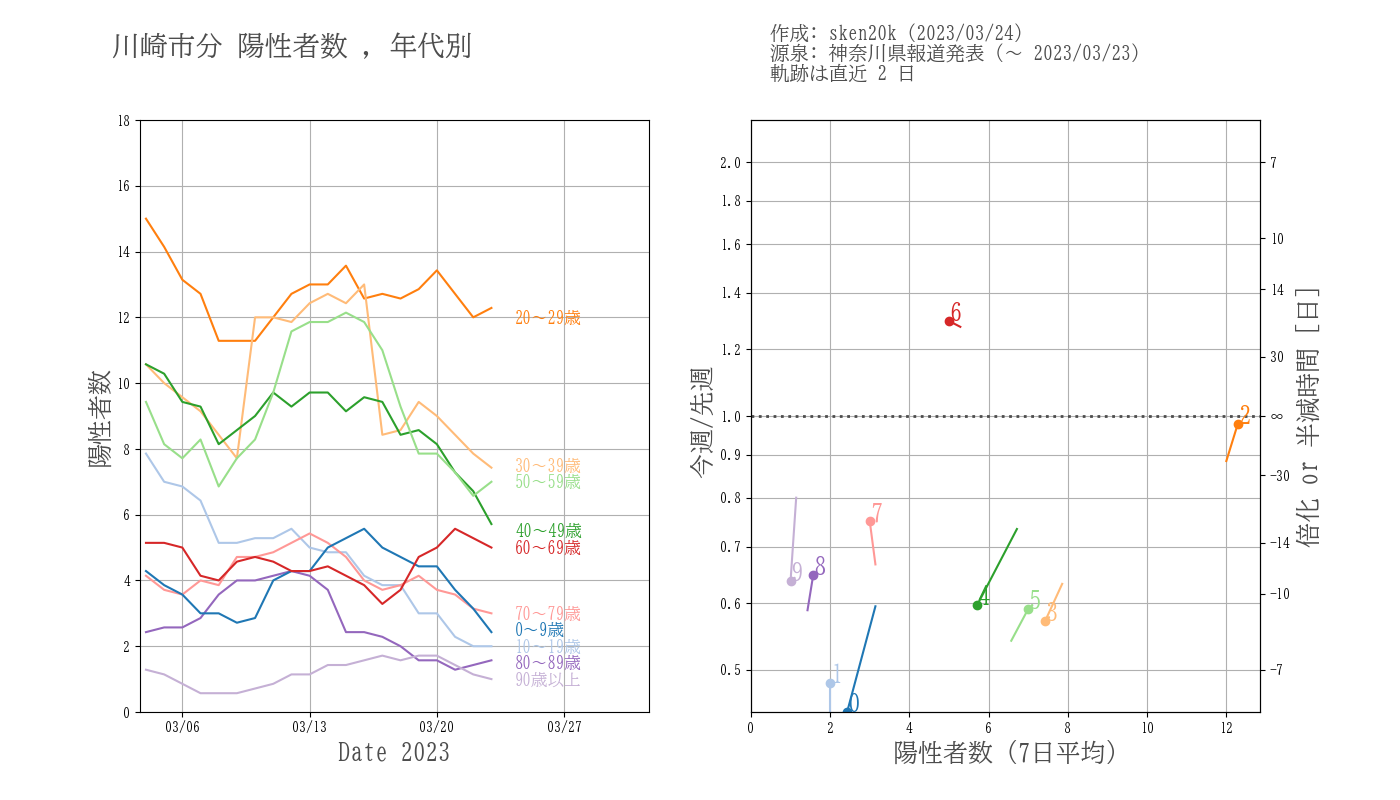 川崎市分 陽性者数 , 年代別
作成: sken20k (2023/03/24)
源泉: 神奈川県報道発表 (～ 2023/03/23)
軌跡は直近 2 日
陽性者数
18
16
14
12
10
8
6
4
2
0
03/06
03/13
03/20
03/27
Date 2023
20～29歳
30～39歳
50～59歳
40～49歳
60～69歳
70～79歳
0～9歳
10～19歳
80～89歳
90歳以上
今週/先週
2.0
1.8
1.6
1.4
1.2
1.0
0.9
0.8
0.7
0.6
0.5
0
2
4
6
8
10
12
陽性者数 (7日平均)
6
2
7
9
8
4
5
3
1
0
7
10
14
30
∞
−30
−14
−10
−7
倍化 or 半減時間 [日]